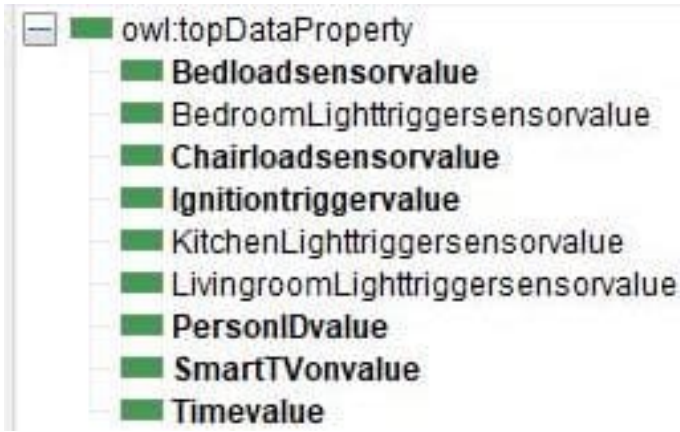 owl:topDataProperty
Bedloadsensorvalue
BedroomLighttriggersensorvalue
Chairloadsensorvalue
Ignitiontriggervalue
KitchenLighttriggersensorvalue
LivingroomLighttriggersensorvalue
PersonIDvalue
SmartTVonvalue
Timevalue